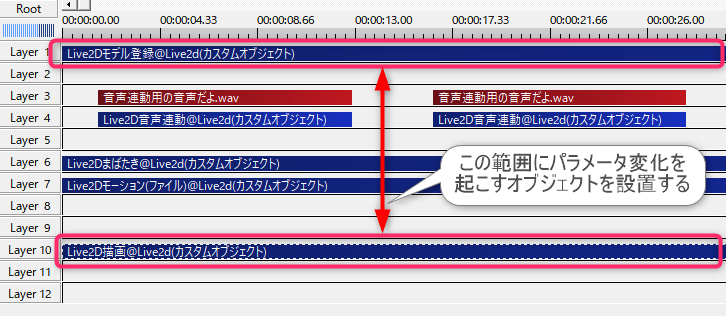 Root
00:00:00.00 00:00:04.33 00:00:08.66 00:00:13.00 00:00:17.33 00:00:21.66 00:00:26.00
Layer 1 Live2Dモデル登録@Live2d(カスタムオブジェクト)
Layer 2
Layer 3 音声連動用の音声だよ.wav 音声連動用の音声だよ.wav
Layer 4 Live2D音声連動@Live2d(カスタムオブジェクト) Live2D音声連動@Live2d(カスタムオブジェクト)
Layer 5
Layer 6 Live2Dまばたき@Live2d(カスタムオブジェクト)
Layer 7 Live2Dモーション(ファイル)@Live2d(カスタムオブジェクト)
この範囲にパラメータ変化を
起こすオブジェクトを設置する
Layer 8
Layer 9
Layer 10 Live2D描画@Live2d(カスタムオブジェクト)
Layer 11
Layer 12